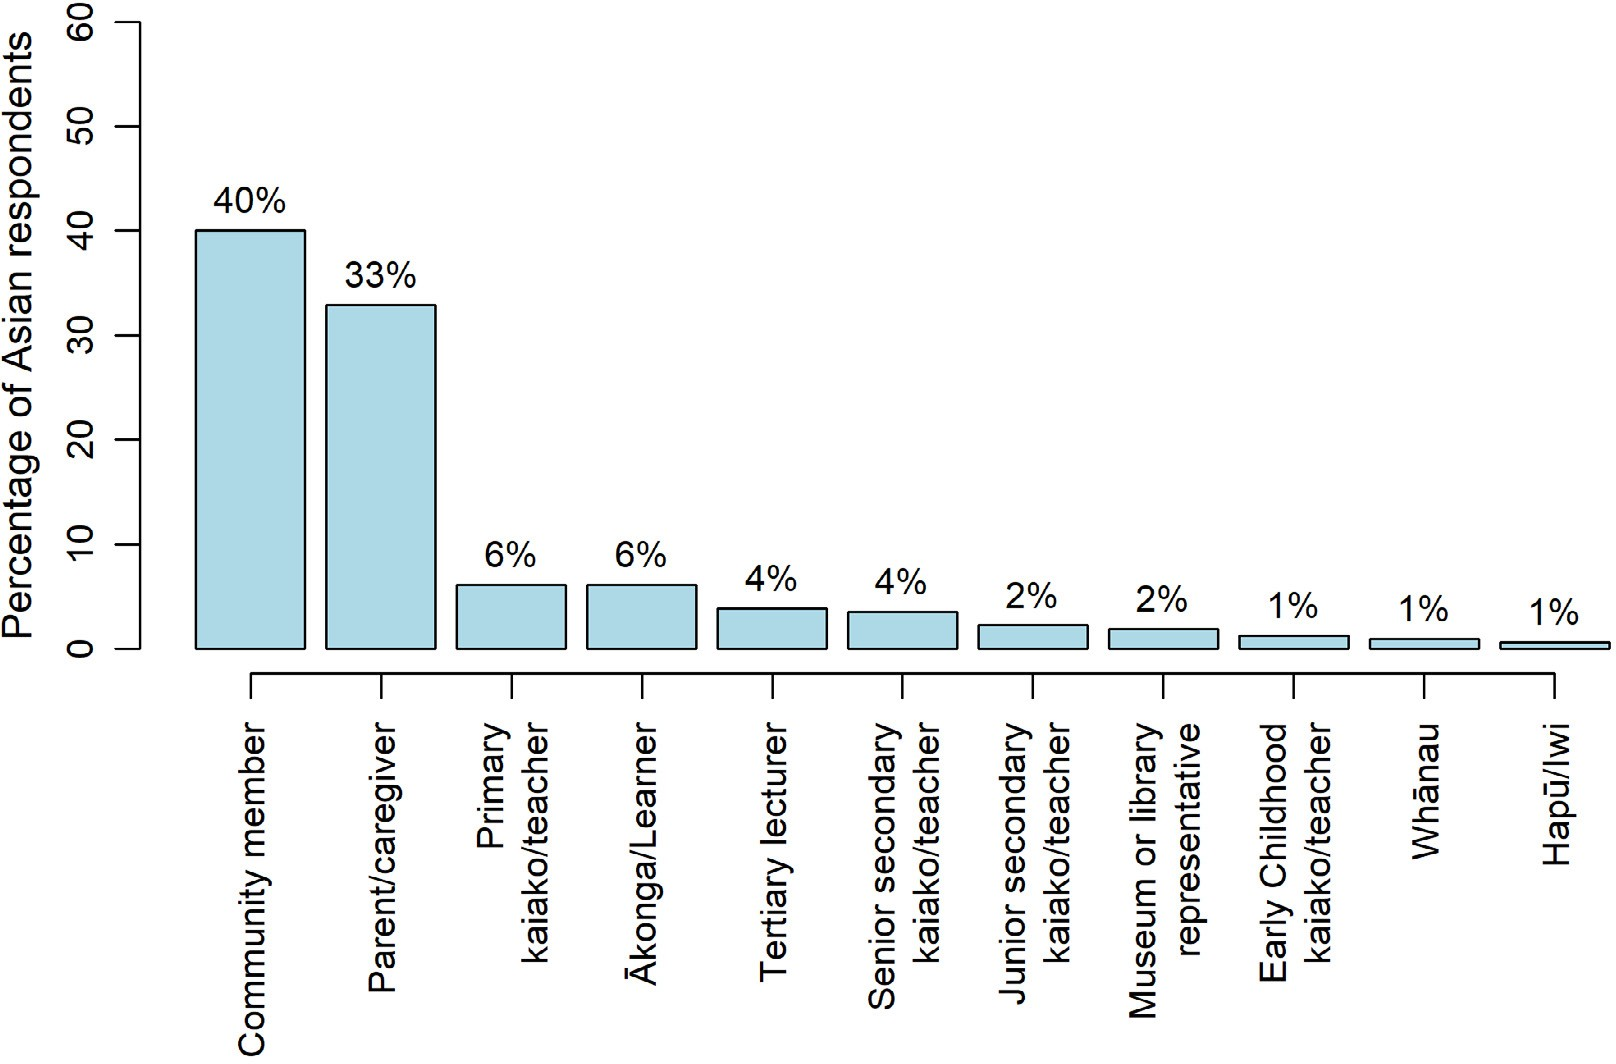 Percentage of Asian respondents
60
50
40
30
20
10
0
40%
33%
6%
6%
4%
4%
2%
2%
1%
1%
1%
Community member
Parent/caregiver
Primary
kaiako/teacher
Ākonga/Learner
Tertiary lecturer
Senior secondary
kaiako/teacher
Junior secondary
kaiako/teacher
Museum or library
representative
Early Childhood
kaiako/teacher
Whānau
Hapū/Iwi